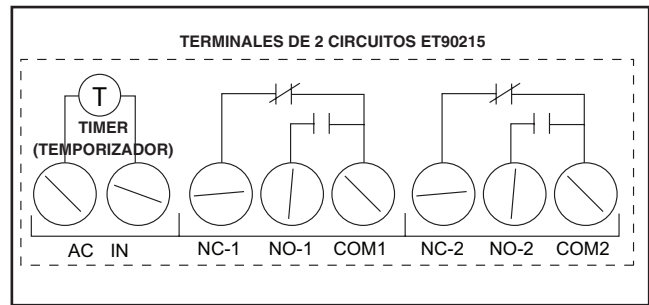 TERMINALES DE 2 CIRCUITOS ET90215
T
TIMER
(TEMPORIZADOR)
AC IN NC-1 NO-1 COM1 NC-2 NO-2 COM2